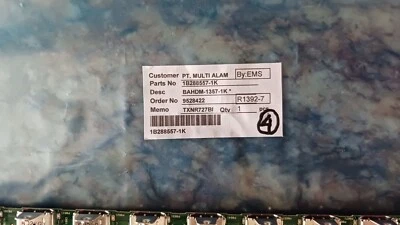 Customer PT. MULTI ALAM By:EMS
Parts No 1B288557-1K
Desc BAHDM-1357-1K *
Order No 9528422 R1392-7
Memo TXNR727BI Qty 1
4
1B288557-1K